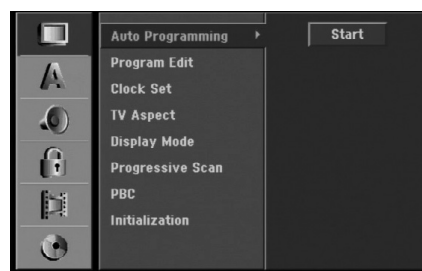 Auto Programming
Start
Program Edit
Clock Set
TV Aspect
Display Mode
Progressive Scan
PBC
Initialization
A